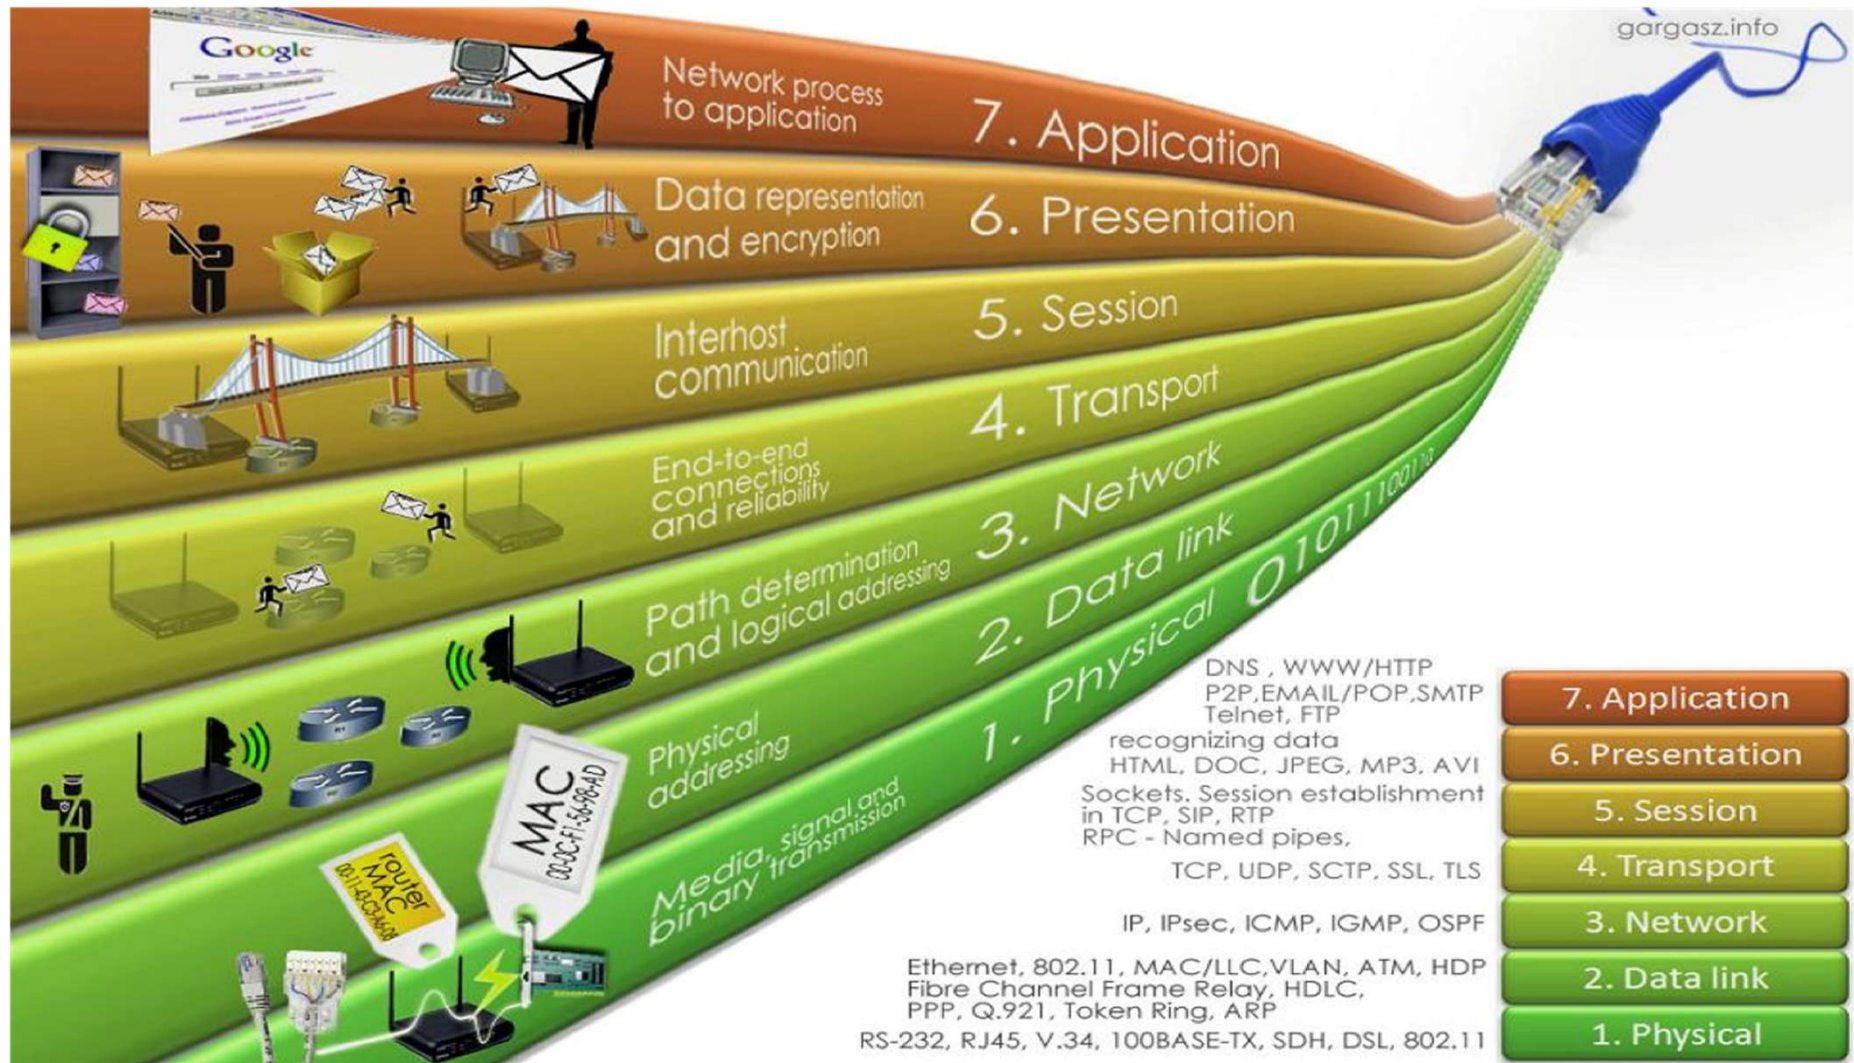 gargasz.info
Google
Network process
to application
7. Application
Data representation
and encryption
6. Presentation
Interhost
communication
5. Session
End-to-end
connections
and reliability
4. Transport
Path determination
and logical addressing
3. Network
Physical
addressing
2. Data link
Media, signal and
binary transmission
1. Physical
MAC
00-0C-F1-56-98-AD
router
MAC
DNS , WWW/HTTP
P2P,EMAIL/POP,SMTP
Telnet, FTP
7. Application
recognizing data
HTML, DOC, JPEG, MP3, AVI
6. Presentation
Sockets. Session establishment
in TCP, SIP, RTP
RPC - Named pipes,
5. Session
TCP, UDP, SCTP, SSL, TLS
4. Transport
IP, IPsec, ICMP, IGMP, OSPF
3. Network
Ethernet, 802.11, MAC/LLC,VLAN, ATM, HDP
Fibre Channel Frame Relay, HDLC,
PPP, Q.921, Token Ring, ARP
2. Data link
RS-232, RJ45, V.34, 100BASE-TX, SDH, DSL, 802.11
1. Physical